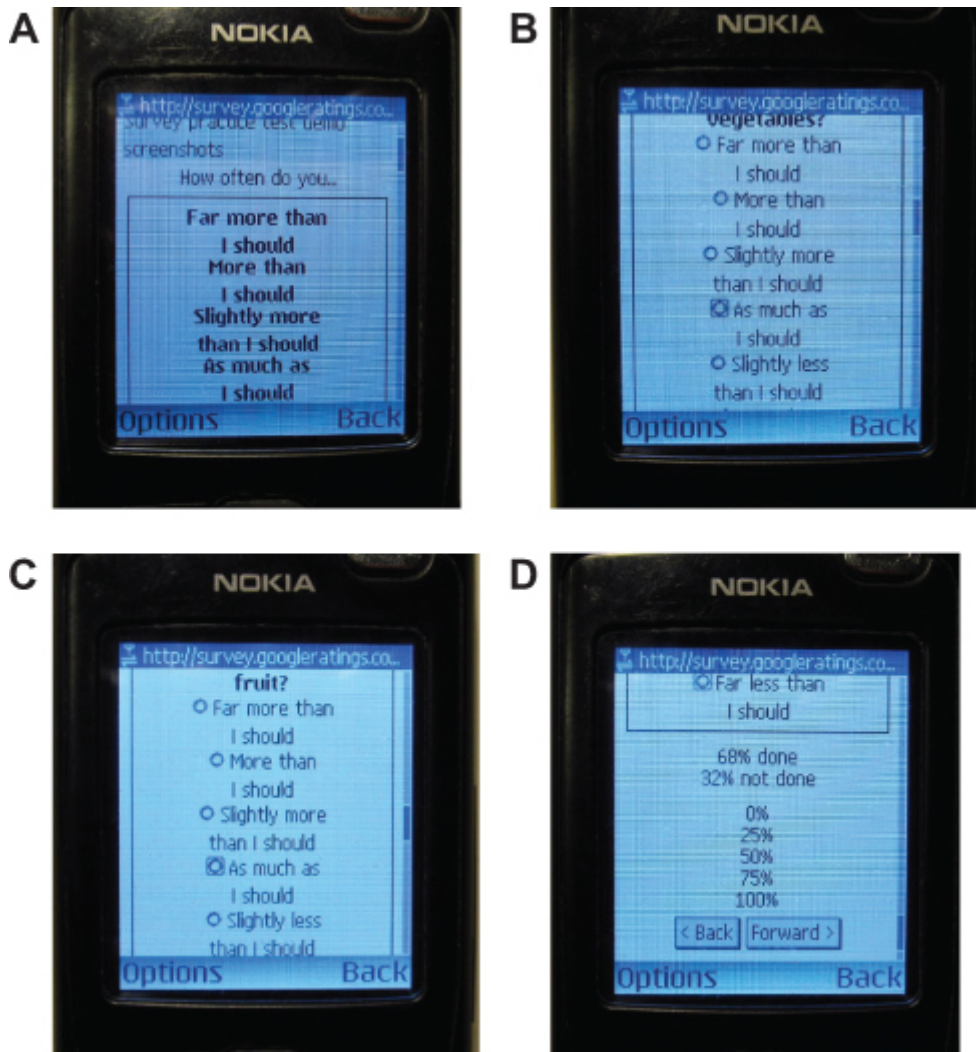 A
NOKIA
http://survey.googleratings.co...
Survey practice test demo
screenshots
How often do you...
Far more than
I should
More than
I should
Slightly more
than I should
As much as
I should
Options Back
B
NOKIA
http://survey.googleratings.co...
vegetables?
Far more than
I should
More than
I should
Slightly more
than I should
As much as
I should
Slightly less
than I should
Options Back
C
NOKIA
http://survey.googleratings.co...
fruit?
Far more than
I should
More than
I should
Slightly more
than I should
As much as
I should
Slightly less
than I should
Options Back
D
NOKIA
http://survey.googleratings.co...
Far less than
I should
68% done
32% not done
0%
25%
50%
75%
100%
< Back Forward >
Options Back